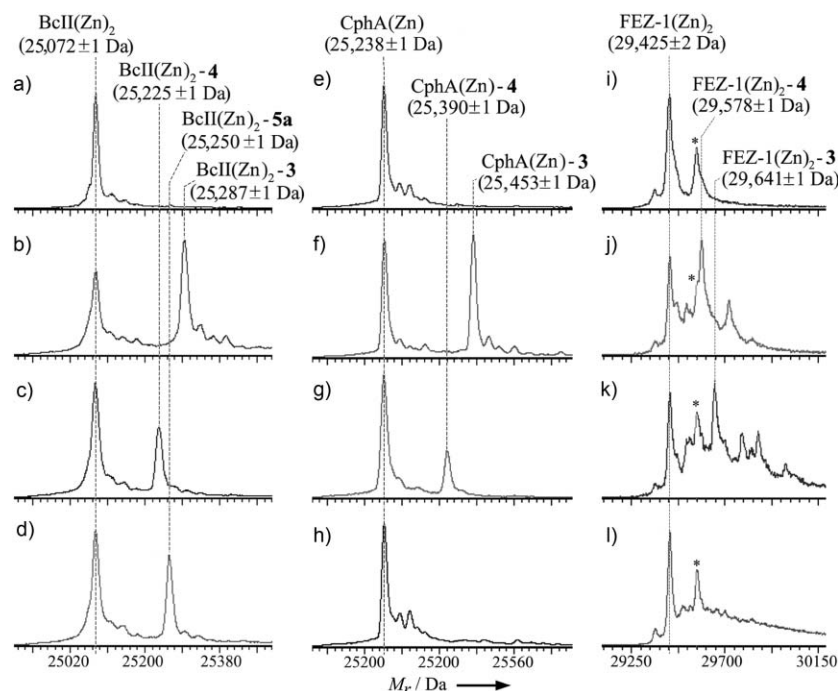 BcII(Zn)2
(25,072±1 Da)
BcII(Zn)2-4
(25,225 ±1 Da)
BcII(Zn)2-5a
(25,250 ±1 Da)
BcII(Zn)2-3
(25,287±1 Da)
a)
b)
c)
d)
25020 25200 25380
CphA(Zn)
(25,238±1 Da)
CphA(Zn)-4
(25,390±1 Da)
CphA(Zn)-3
(25,453±1 Da)
e)
f)
g)
h)
25200 25200 25560
FEZ-1(Zn)2
(29,425±2 Da)
FEZ-1(Zn)2-4
(29,578±1 Da)
FEZ-1(Zn)2-3
(29,641±1 Da)
i)
*
j)
*
k)
*
l)
*
29250 29700 30150
Mr / Da